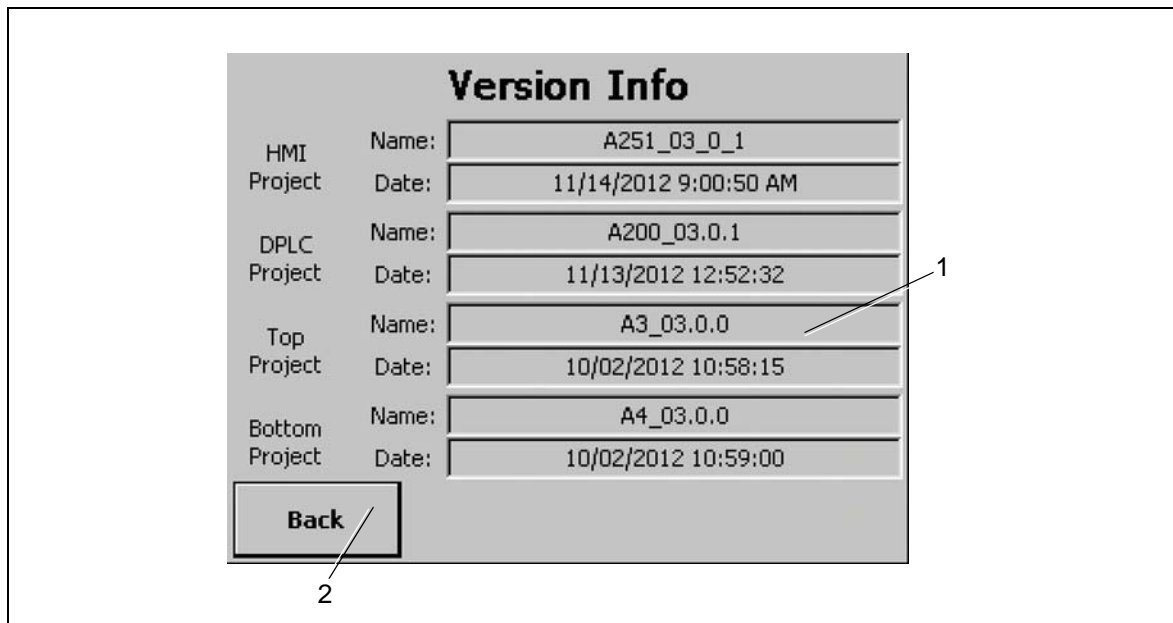 Version Info
HMI
Project
Name: A251_03_0_1
Date: 11/14/2012 9:00:50 AM
DPLC
Project
Name: A200_03.0.1
Date: 11/13/2012 12:52:32
1
Top
Project
Name: A3_03.0.0
Date: 10/02/2012 10:58:15
Bottom
Project
Name: A4_03.0.0
Date: 10/02/2012 10:59:00
Back
2